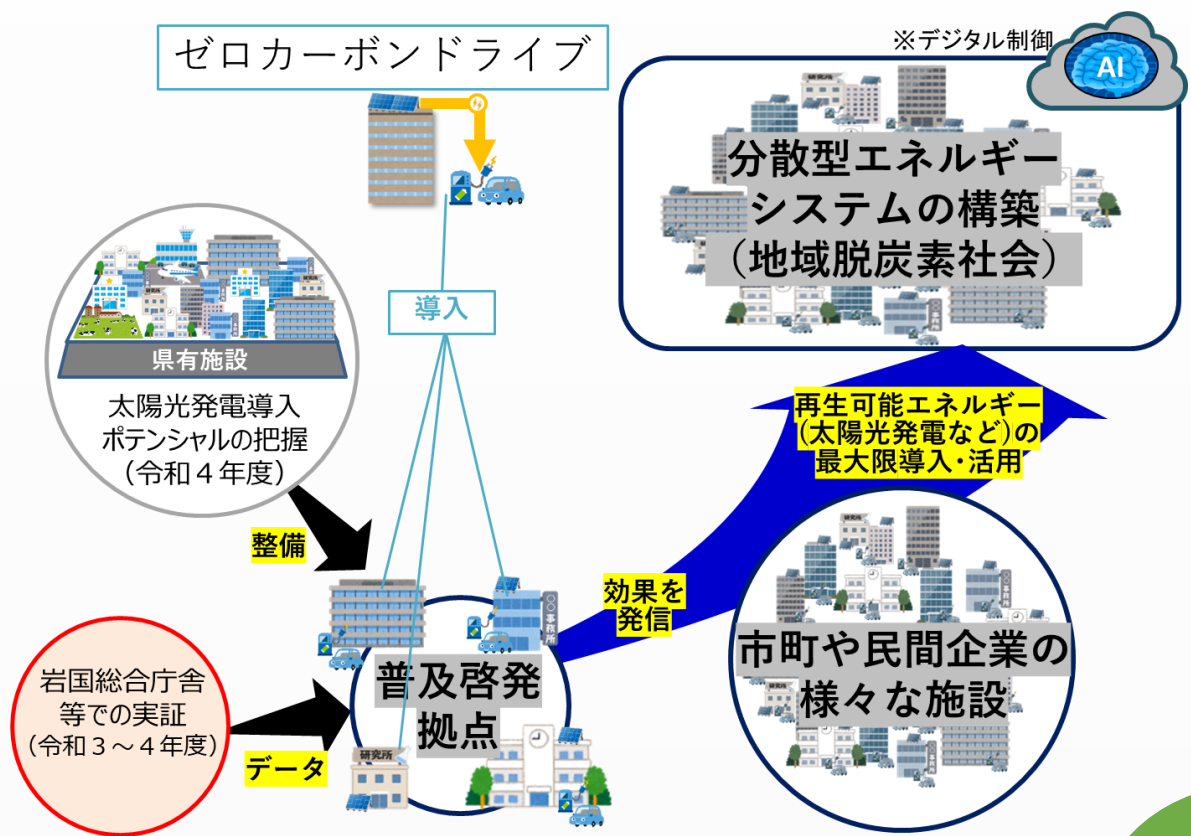 ゼロカーボンドライブ
※デジタル制御
AI
分散型エネルギー
システムの構築
（地域脱炭素社会）
導入
県有施設
太陽光発電導入
ポテンシャルの把握
（令和４年度）
再生可能エネルギー
(太陽光発電など)の
最大限導入・活用
整備
効果を
発信
〇〇事務所
普及啓発
拠点
市町や民間企業の
様々な施設
岩国総合庁舎
等での実証
（令和３～４年度）
データ
研究所